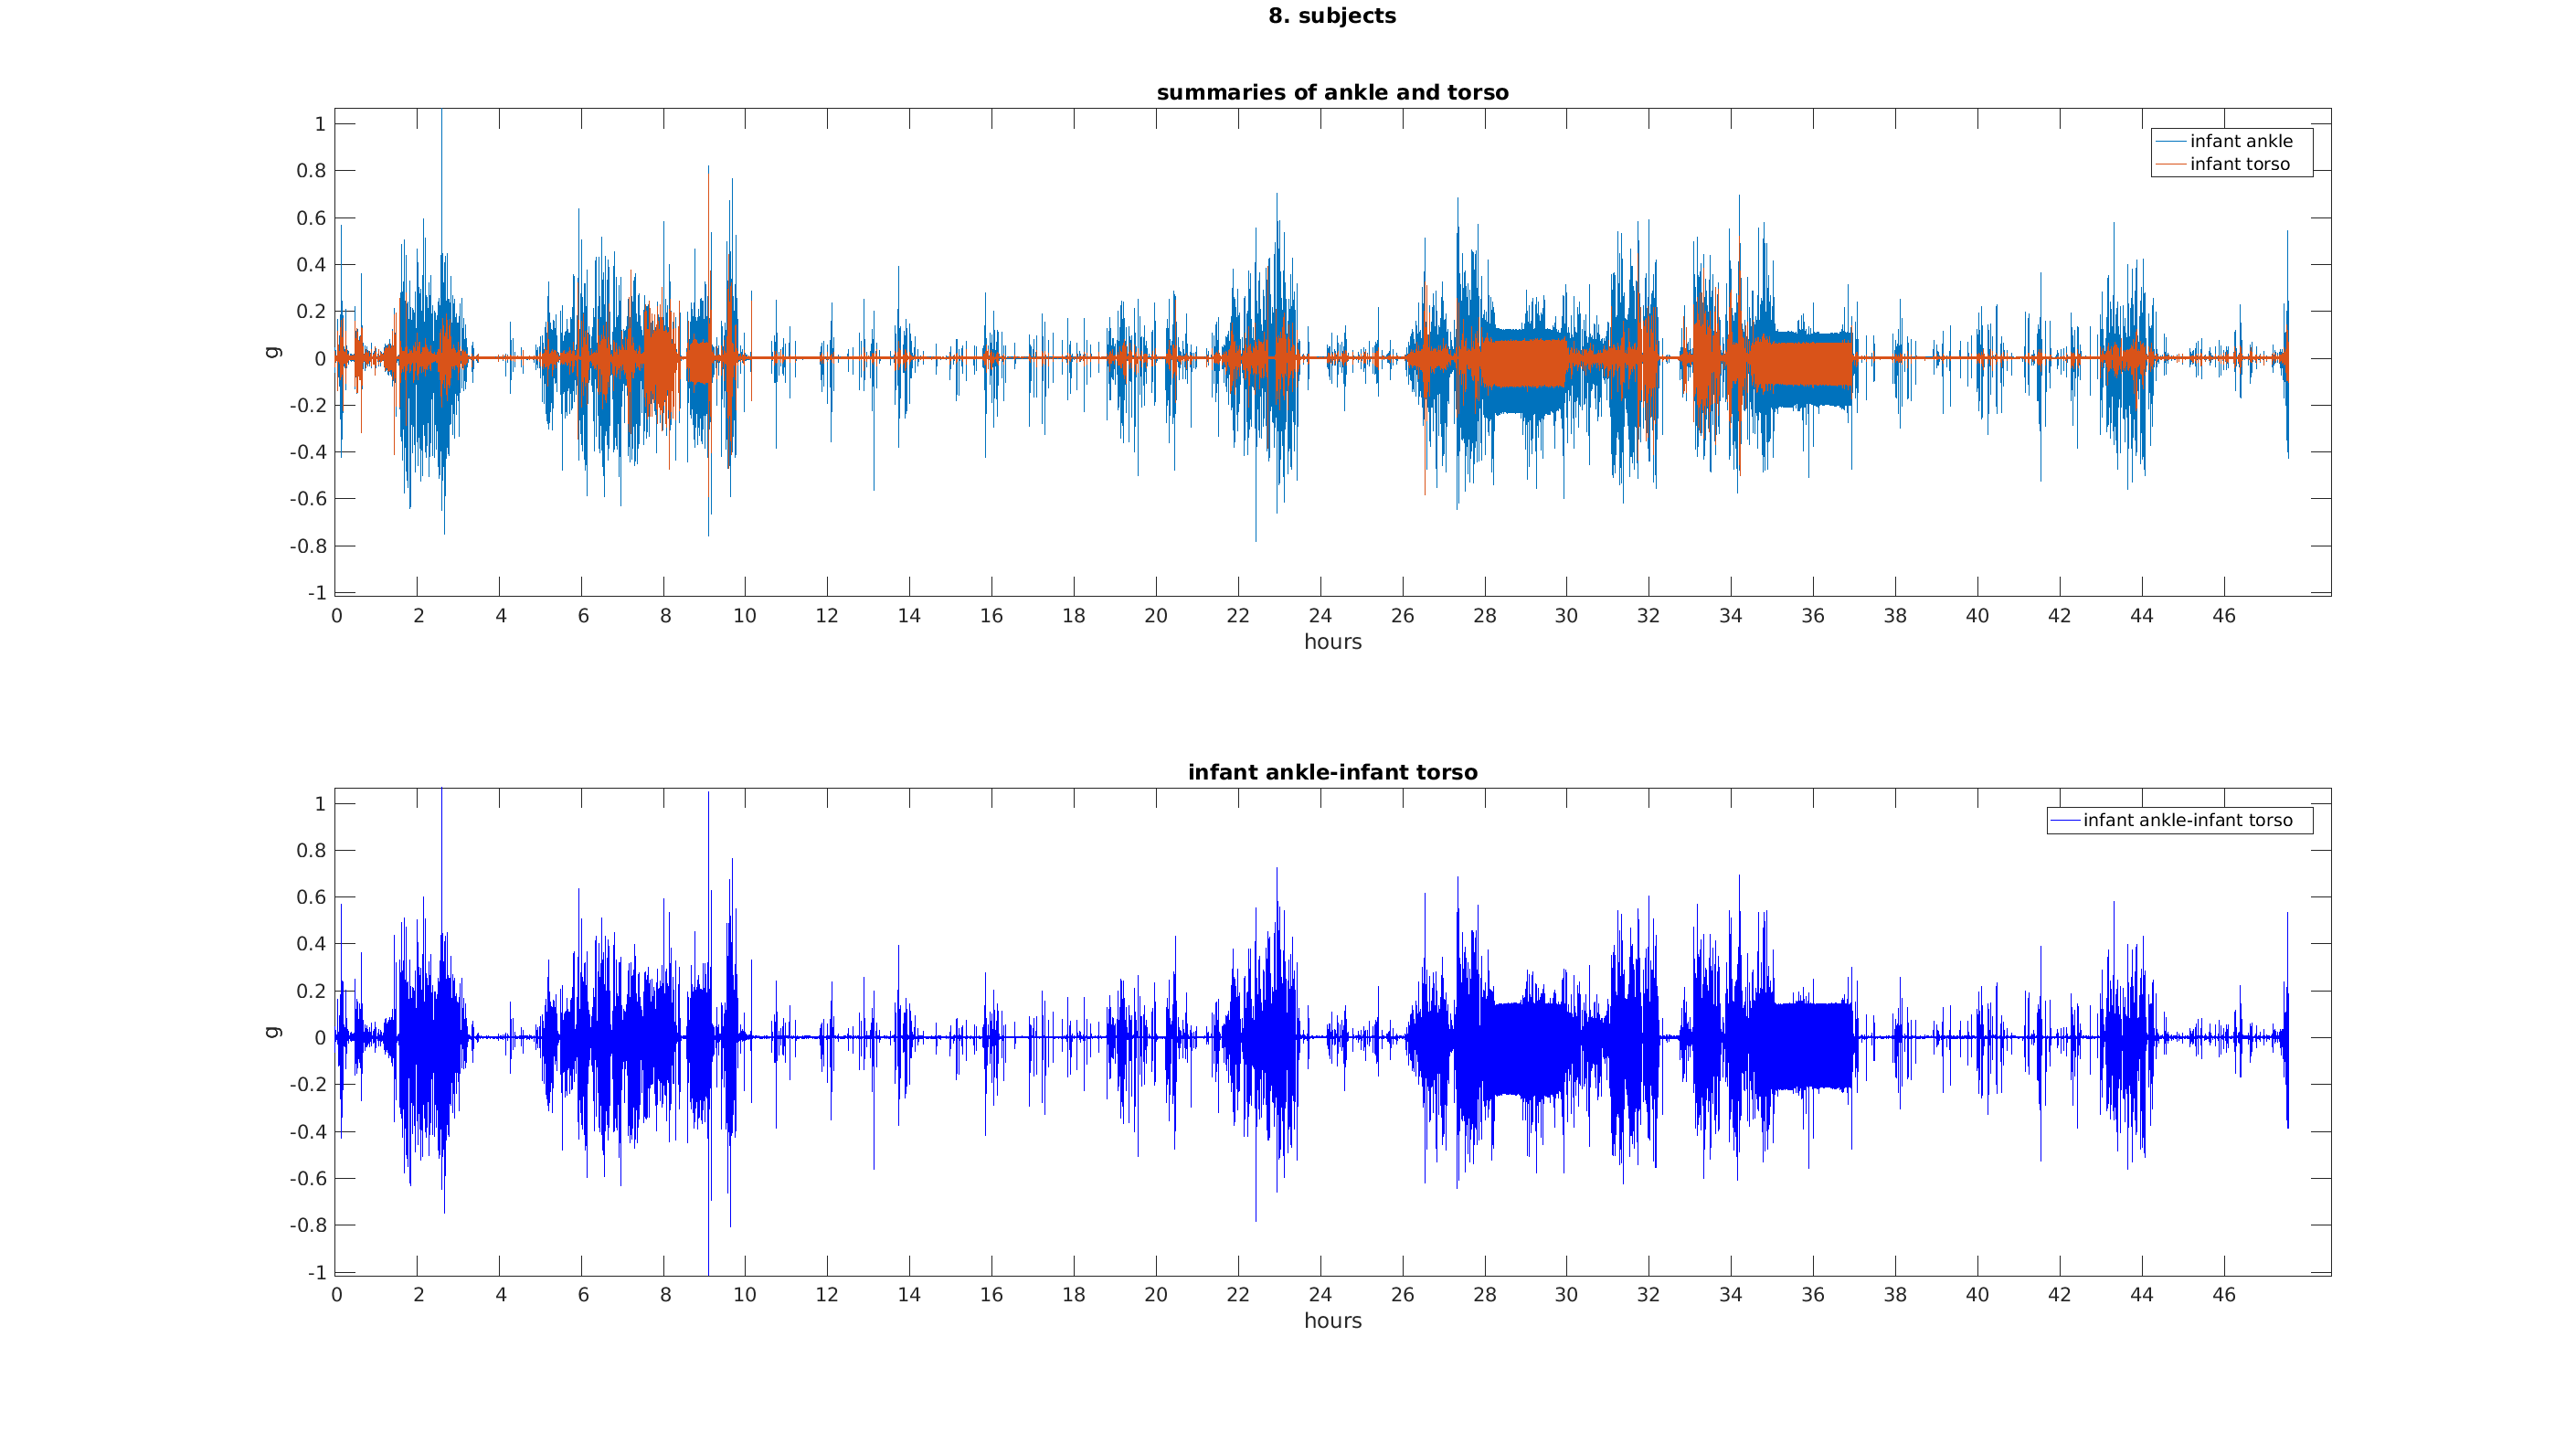 8. subjects
summaries of ankle and torso
infant ankle
infant torso
1
0.8
0.6
0.4
0.2
0
-0.2
-0.4
-0.6
-0.8
-1
g
0 2 4 6 8 10 12 14 16 18 20 22 24 26 28 30 32 34 36 38 40 42 44 46
hours
infant ankle-infant torso
infant ankle-infant torso
1
0.8
0.6
0.4
0.2
0
-0.2
-0.4
-0.6
-0.8
-1
g
0 2 4 6 8 10 12 14 16 18 20 22 24 26 28 30 32 34 36 38 40 42 44 46
hours